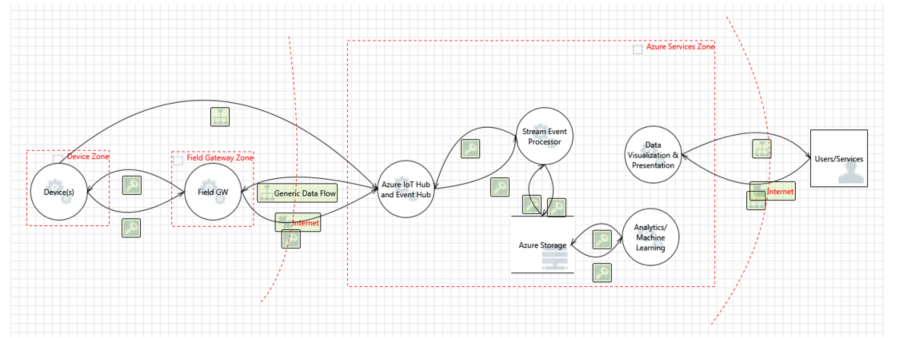 Azure Services Zone
Device Zone
Field Gateway Zone
Device(s)
Field GW
Generic Data Flow
Internet
Azure IoT Hub
and Event Hub
Stream Event
Processor
Azure Storage
Analytics/
Machine
Learning
Data
Visualization &
Presentation
Internet
Users/Services